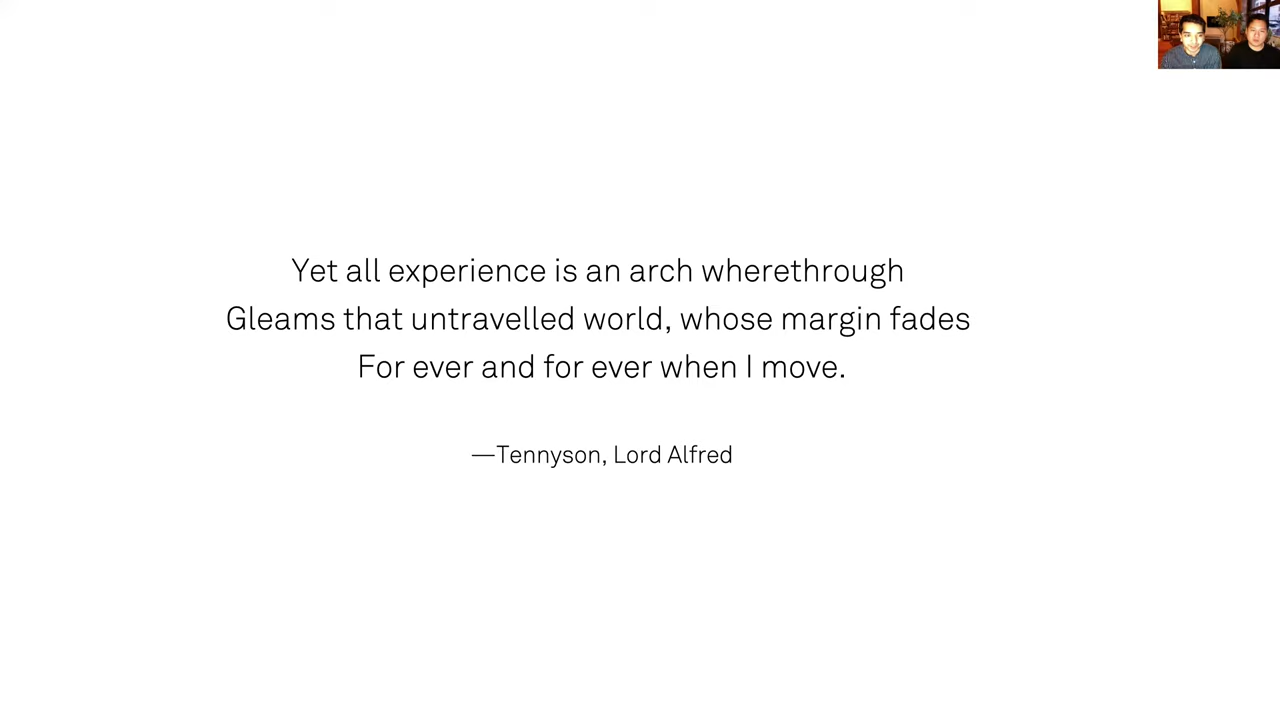 Yet all experience is an arch wherethrough
Gleams that untravelled world, whose margin fades
For ever and for ever when I move.
—Tennyson, Lord Alfred